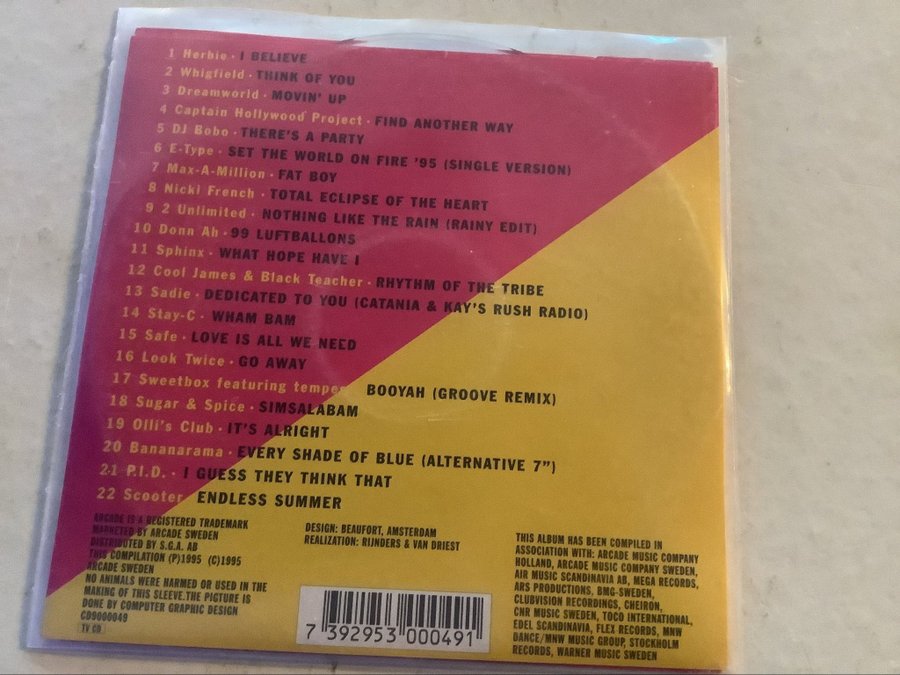 1 Herbie · I BELIEVE
2 Whigfield · THINK OF YOU
3 Dreamworld · MOVIN' UP
4 Captain Hollywood Project · FIND ANOTHER WAY
5 DJ Bobo · THERE'S A PARTY
6 E-Type · SET THE WORLD ON FIRE '95 (SINGLE VERSION)
7 Max-A-Million · FAT BOY
8 Nicki French · TOTAL ECLIPSE OF THE HEART
9 2 Unlimited · NOTHING LIKE THE RAIN (RAINY EDIT)
10 Donn Ah · 99 LUFTBALLONS
11 Sphinx · WHAT HOPE HAVE I
12 Cool James & Black Teacher · RHYTHM OF THE TRIBE
13 Sadie · DEDICATED TO YOU (CATANIA & KAY'S RUSH RADIO)
14 Stay-C · WHAM BAM
15 Safe · LOVE IS ALL WE NEED
16 Look Twice · GO AWAY
17 Sweetbox featuring tempest BOOYAH (GROOVE REMIX)
18 Sugar & Spice · SIMSALABAM
19 Olli's Club · IT'S ALRIGHT
20 Bananarama · EVERY SHADE OF BLUE (ALTERNATIVE 7")
21 P.I.D. · I GUESS THEY THINK THAT
22 Scooter ENDLESS SUMMER
ARCADE IS A REGISTERED TRADEMARK
MARKETED BY ARCADE SWEDEN
DISTRIBUTED BY S.G.A. AB
THIS COMPILATION (P)1995 (C)1995
ARCADE SWEDEN
NO ANIMALS WERE HARMED OR USED IN THE
MAKING OF THIS SLEEVE.THE PICTURE IS
DONE BY COMPUTER GRAPHIC DESIGN
CD9000049
TV CD
DESIGN: BEAUFORT, AMSTERDAM
REALIZATION: RIJNDERS & VAN DRIEST
7 392953 000491
THIS ALBUM HAS BEEN COMPILED IN
ASSOCIATION WITH: ARCADE MUSIC COMPANY
HOLLAND, ARCADE MUSIC COMPANY SWEDEN,
AIR MUSIC SCANDINAVIA AB, MEGA RECORDS,
ARS PRODUCTIONS, BMG-SWEDEN,
CLUBVISION RECORDINGS, CHEIRON,
CNR MUSIC SWEDEN, TOCO INTERNATIONAL,
EDEL SCANDINAVIA, FLEX RECORDS, MNW
DANCE/MNW MUSIC GROUP, STOCKHOLM
RECORDS, WARNER MUSIC SWEDEN